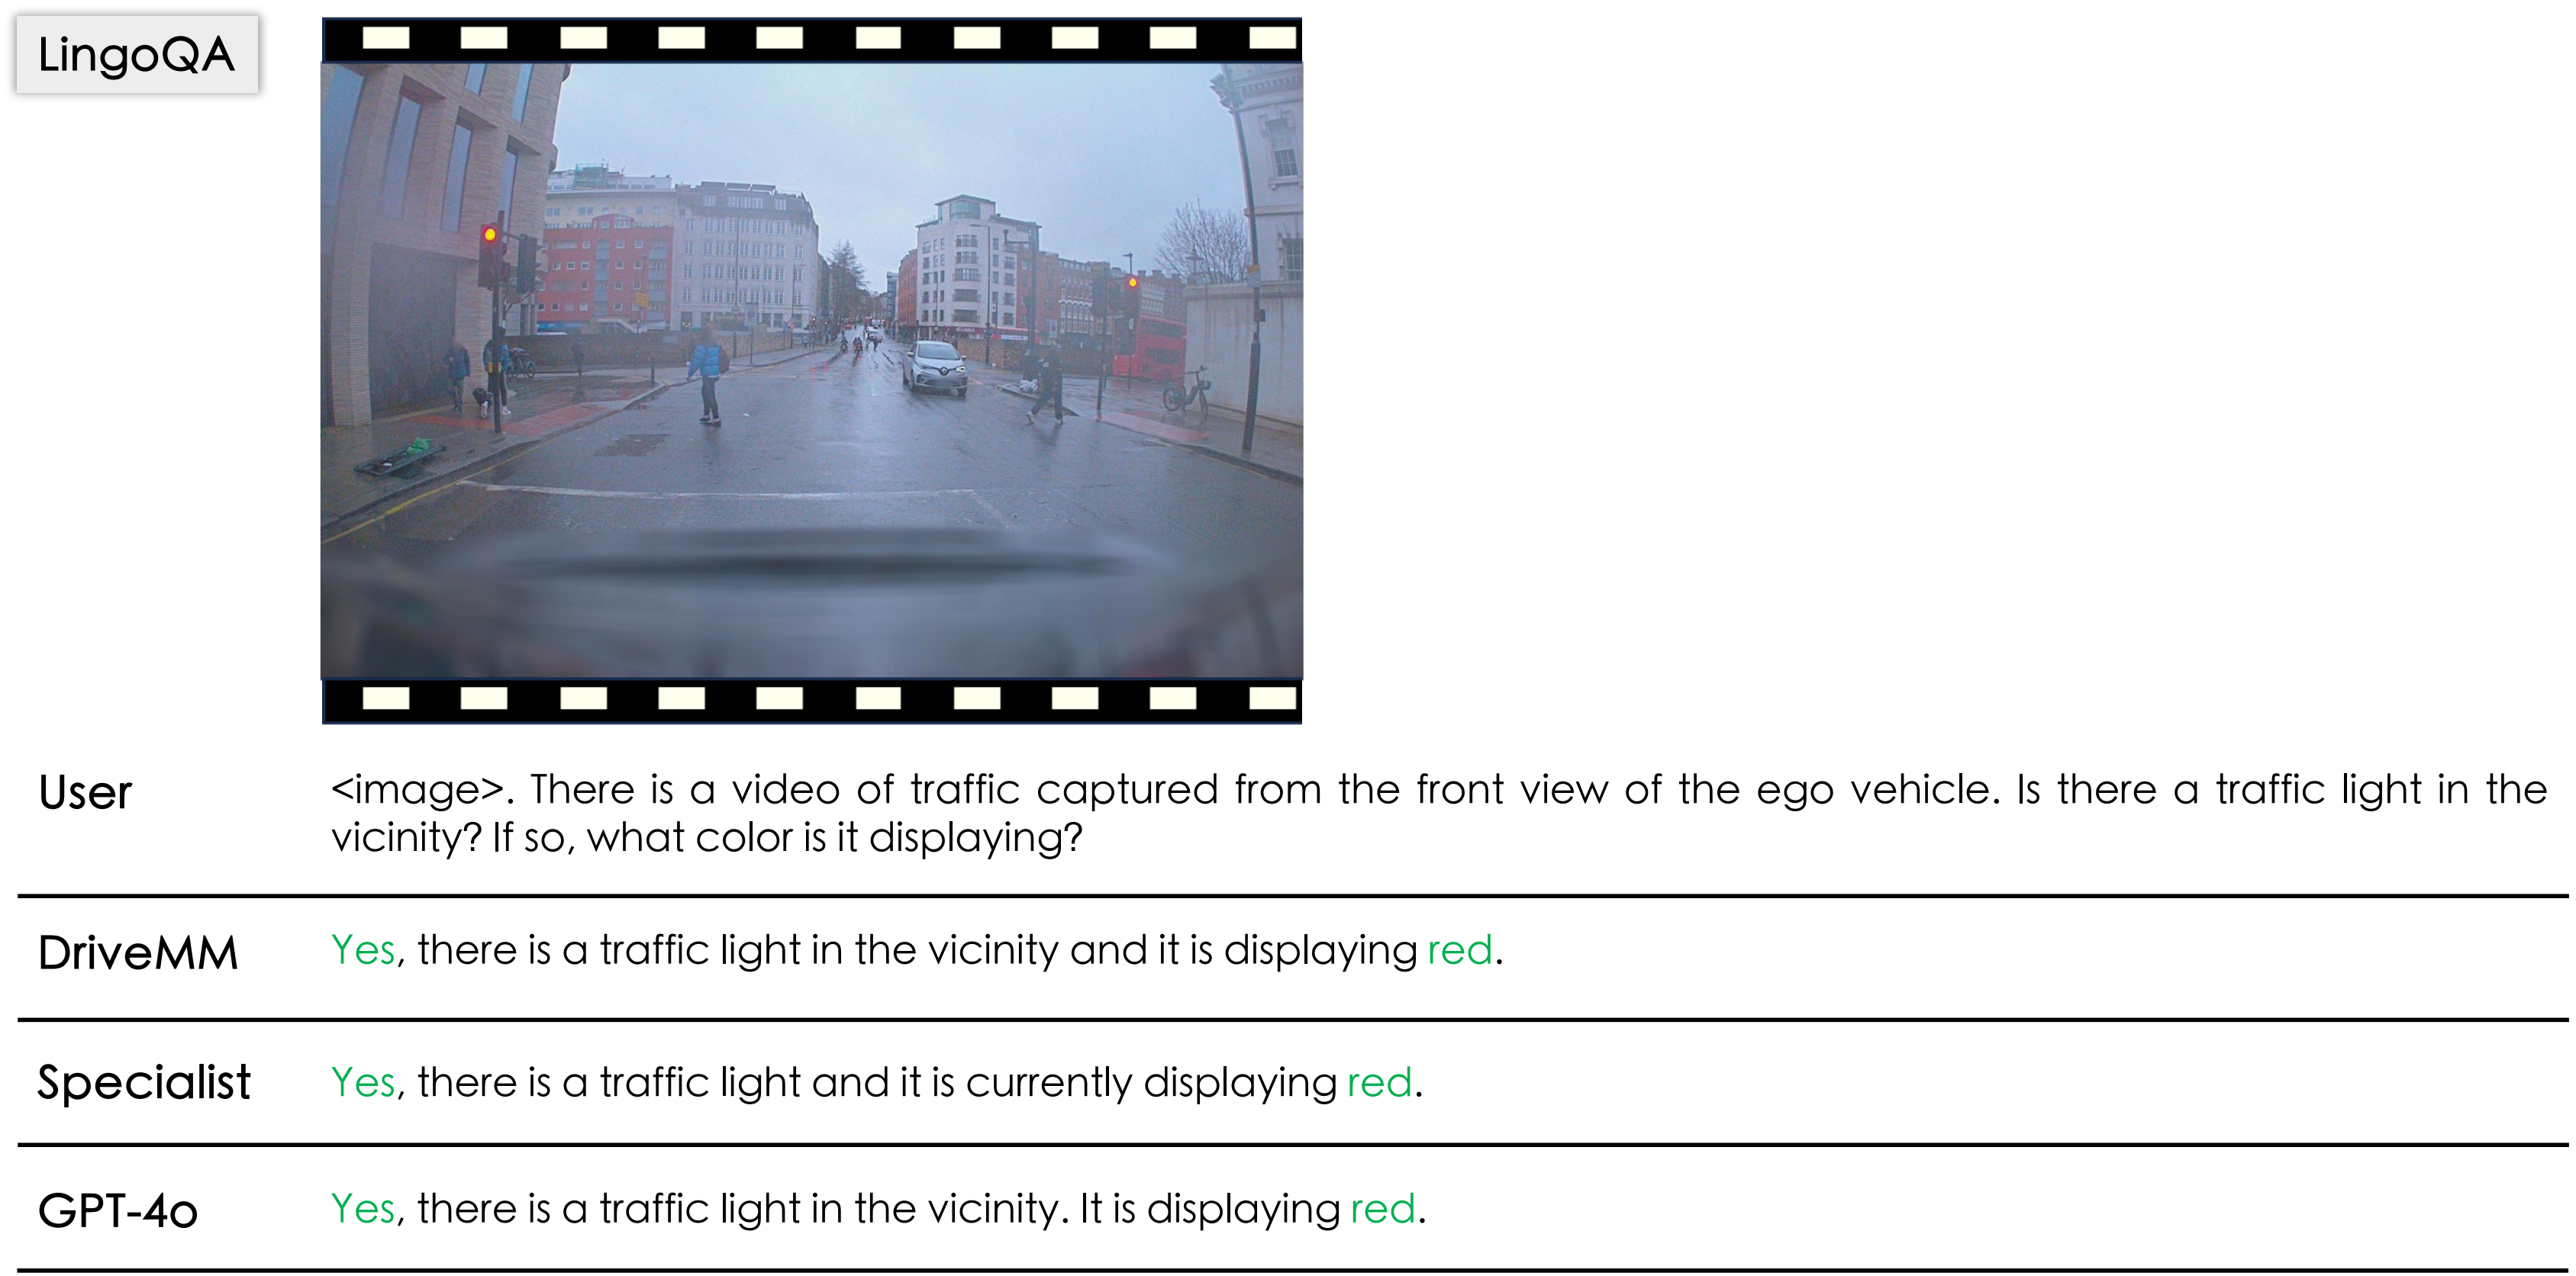 LingoQA
User
<image>. There is a video of traffic captured from the front view of the ego vehicle. Is there a traffic light in the
vicinity? If so, what color is it displaying?
DriveMM
Yes, there is a traffic light in the vicinity and it is displaying red.
Specialist
Yes, there is a traffic light and it is currently displaying red.
GPT-4o
Yes, there is a traffic light in the vicinity. It is displaying red.